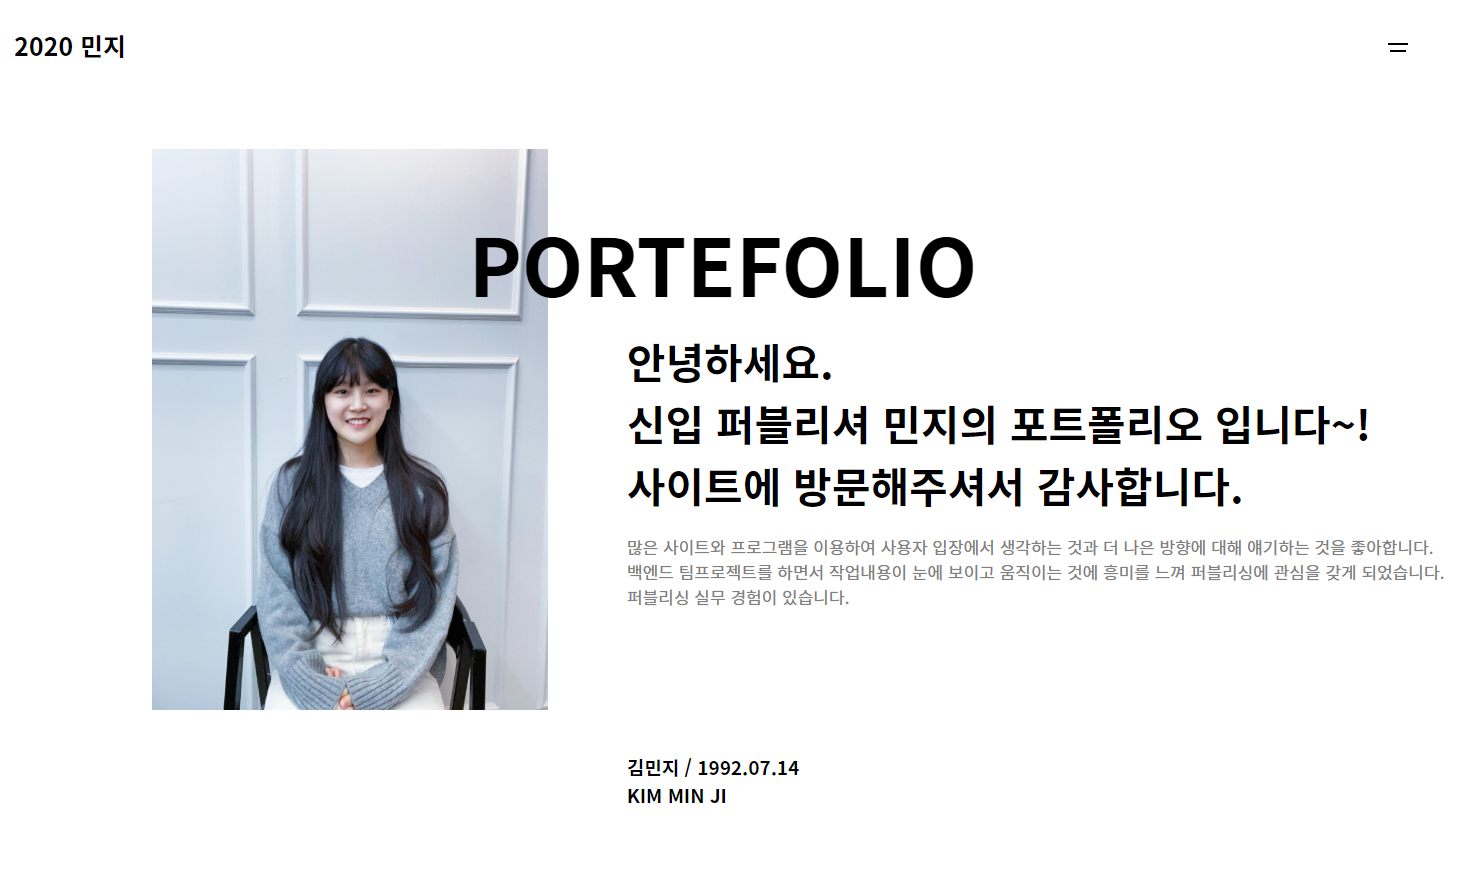 2020 민지
PORTEFOLIO
안녕하세요.
신입 퍼블리셔 민지의 포트폴리오 입니다~!
사이트에 방문해주셔서 감사합니다.
많은 사이트와 프로그램을 이용하여 사용자 입장에서 생각하는 것과 더 나은 방향에 대해 얘기하는 것을 좋아합니다.
백엔드 팀프로젝트를 하면서 작업내용이 눈에 보이고 움직이는 것에 흥미를 느껴 퍼블리싱에 관심을 갖게 되었습니다.
퍼블리싱 실무 경험이 있습니다.
김민지 / 1992.07.14
KIM MIN JI